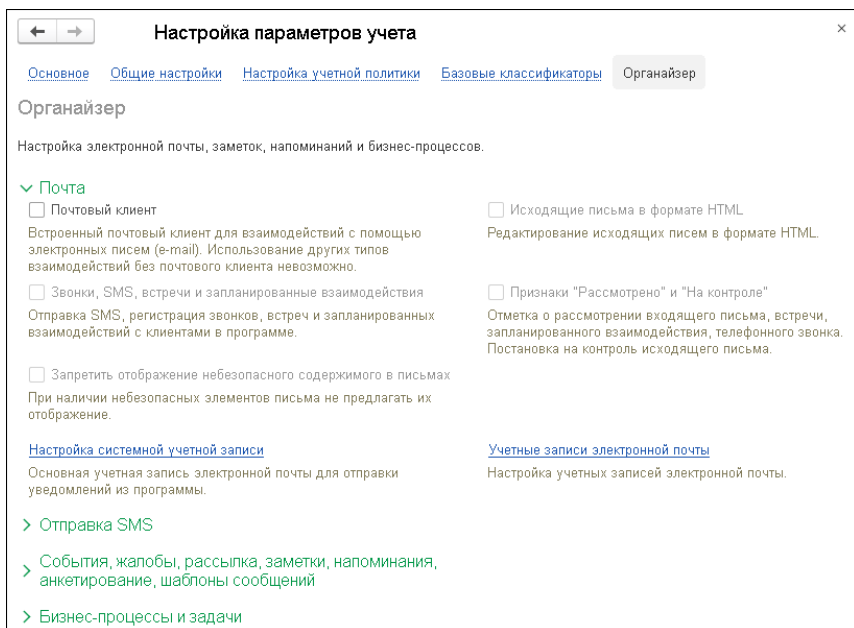 Настройка параметров учета
Основное Общие настройки Настройка учетной политики Базовые классификаторы Органайзер
Органайзер
Настройка электронной почты, заметок, напоминаний и бизнес-процессов.
Почта
Почтовый клиент
Встроенный почтовый клиент для взаимодействий с помощью
электронных писем (e-mail). Использование других типов
взаимодействий без почтового клиента невозможно.
Исходящие письма в формате HTML
Редактирование исходящих писем в формате HTML.
Звонки, SMS, встречи и запланированные взаимодействия
Отправка SMS, регистрация звонков, встреч и запланированных
взаимодействий с клиентами в программе.
Признаки "Рассмотрено" и "На контроле"
Отметка о рассмотрении входящего письма, встречи,
запланированного взаимодействия, телефонного звонка.
Постановка на контроль исходящего письма.
Запретить отображение небезопасного содержимого в письмах
При наличии небезопасных элементов письма не предлагать их
отображение.
Настройка системной учетной записи
Основная учетная запись электронной почты для отправки
уведомлений из программы.
Учетные записи электронной почты
Настройка учетных записей электронной почты.
Отправка SMS
События, жалобы, рассылка, заметки, напоминания,
анкетирование, шаблоны сообщений
Бизнес-процессы и задачи